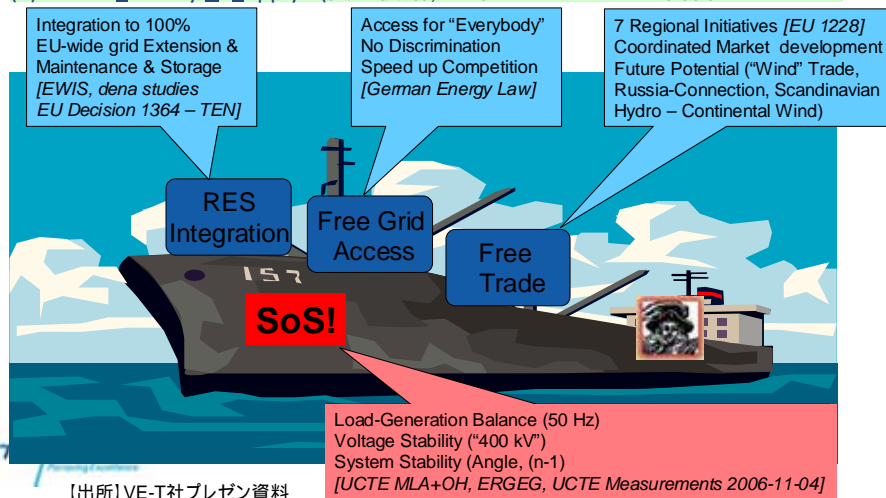 Integration to 100%
EU-wide grid Extension &
Maintenance & Storage
[EWIS, dena studies
EU Decision 1364 – TEN]
Access for “Everybody”
No Discrimination
Speed up Competition
[German Energy Law]
7 Regional Initiatives [EU 1228]
Coordinated Market development
Future Potential (“Wind” Trade,
Russia-Connection, Scandinavian
Hydro – Continental Wind)
RES
Integration
Free Grid
Access
Free
Trade
157
SoS!
Load-Generation Balance (50 Hz)
Voltage Stability (“400 kV”)
System Stability (Angle, (n-1)
[UCTE MLA+OH, ERGEG, UCTE Measurements 2006-11-04]
Pursuing Excellence
【出所】VE-T社プレゼン資料